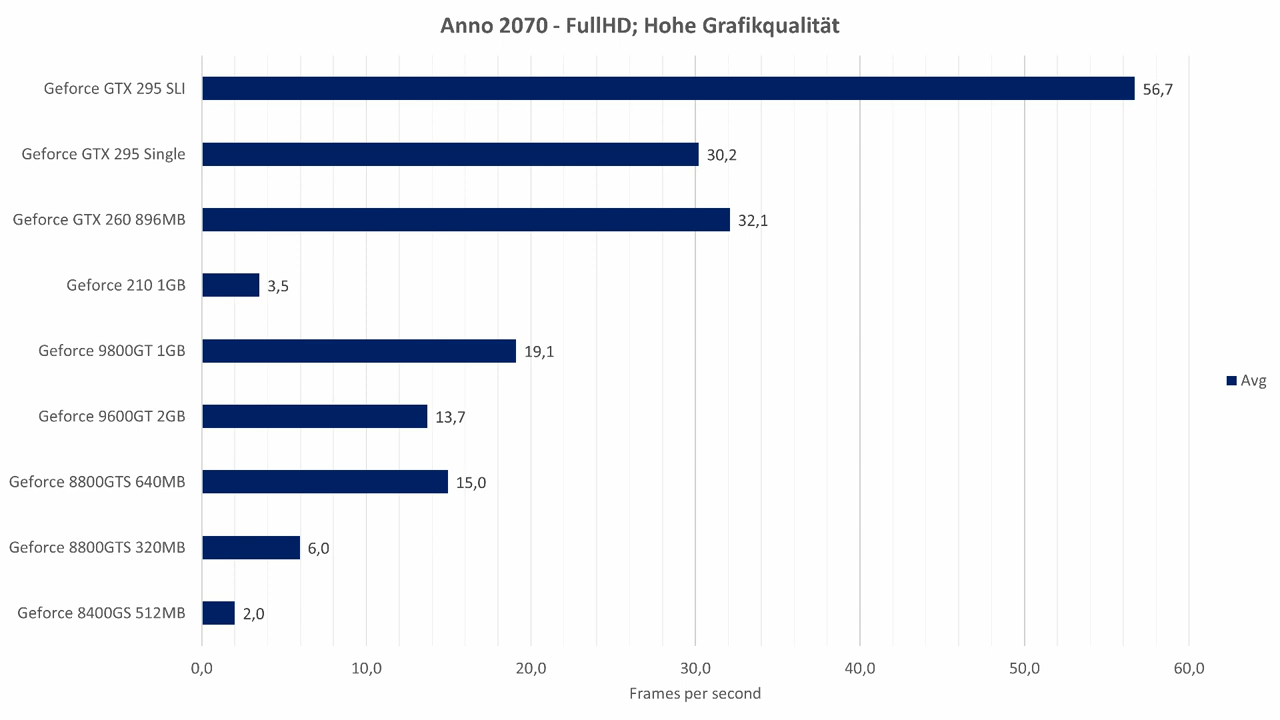 Anno 2070 - FullHD; Hohe Grafikqualität
Geforce GTX 295 SLI 56,7
Geforce GTX 295 Single 30,2
Geforce GTX 260 896MB 32,1
Geforce 210 1GB 3,5
Geforce 9800GT 1GB 19,1
Avg
Geforce 9600GT 2GB 13,7
Geforce 8800GTS 640MB 15,0
Geforce 8800GTS 320MB 6,0
Geforce 8400GS 512MB 2,0
0,0 10,0 20,0 30,0 40,0 50,0 60,0
Frames per second